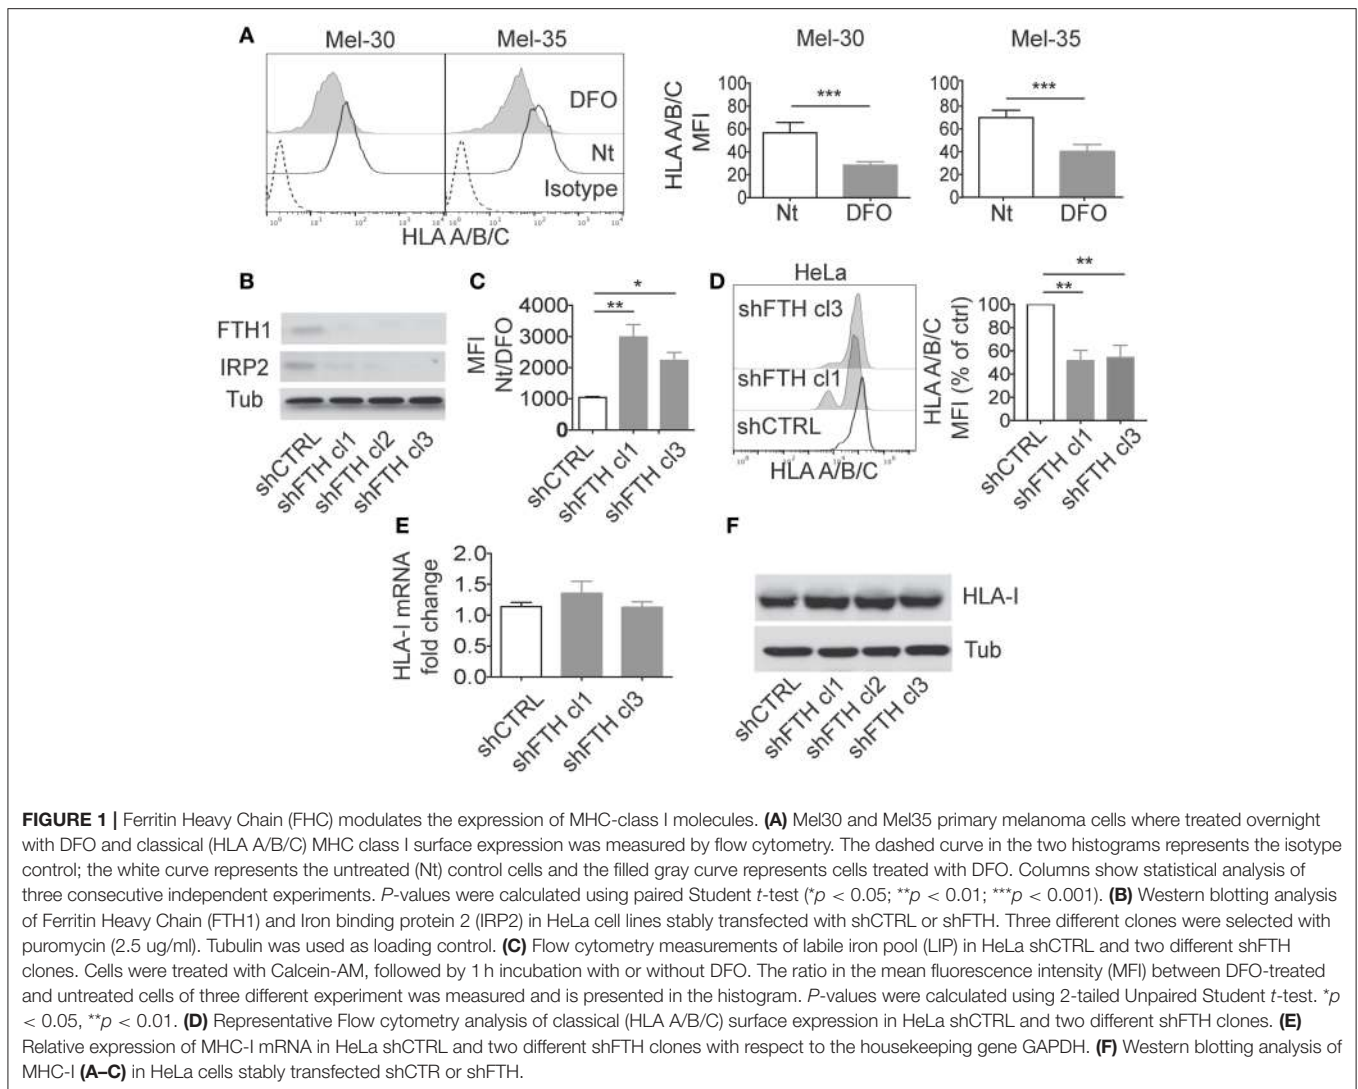 A
Mel-30
Mel-35
DFO
Nt
Isotype
10⁰ 10¹ 10² 10³ 10⁰ 10² 10³ 10⁴
HLA A/B/C
Mel-30
HLA A/B/C
MFI
100
80
60
40
20
0
***
Nt DFO
Mel-35
100
80
60
40
20
0
***
Nt DFO
B
FTH1
IRP2
Tub
shCTRL
shFTH cl1
shFTH cl2
shFTH cl3
C
MFI
Nt/DFO
4000
3000
2000
1000
0
*
**
shCTRL
shFTH cl1
shFTH cl3
D
HeLa
shFTH cl3
shFTH cl1
shCTRL
HLA A/B/C
HLA A/B/C
MFI (% of ctrl)
100
80
60
40
20
0
**
**
shCTRL
shFTH cl1
shFTH cl3
E
HLA-I mRNA
fold change
2.0
1.5
1.0
0.5
0.0
shCTRL
shFTH cl1
shFTH cl3
F
HLA-I
Tub
shCTRL
shFTH cl1
shFTH cl2
shFTH cl3
FIGURE 1 | Ferritin Heavy Chain (FHC) modulates the expression of MHC-class I molecules. (A) Mel30 and Mel35 primary melanoma cells where treated overnight
with DFO and classical (HLA A/B/C) MHC class I surface expression was measured by flow cytometry. The dashed curve in the two histograms represents the isotype
control; the white curve represents the untreated (Nt) control cells and the filled gray curve represents cells treated with DFO. Columns show statistical analysis of
three consecutive independent experiments. P-values were calculated using paired Student t-test (*p < 0.05; **p < 0.01; ***p < 0.001). (B) Western blotting analysis
of Ferritin Heavy Chain (FTH1) and Iron binding protein 2 (IRP2) in HeLa cell lines stably transfected with shCTRL or shFTH. Three different clones were selected with
puromycin (2.5 ug/ml). Tubulin was used as loading control. (C) Flow cytometry measurements of labile iron pool (LIP) in HeLa shCTRL and two different shFTH
clones. Cells were treated with Calcein-AM, followed by 1 h incubation with or without DFO. The ratio in the mean fluorescence intensity (MFI) between DFO-treated
and untreated cells of three different experiment was measured and is presented in the histogram. P-values were calculated using 2-tailed Unpaired Student t-test. *p
< 0.05, **p < 0.01. (D) Representative Flow cytometry analysis of classical (HLA A/B/C) surface expression in HeLa shCTRL and two different shFTH clones. (E)
Relative expression of MHC-I mRNA in HeLa shCTRL and two different shFTH clones with respect to the housekeeping gene GAPDH. (F) Western blotting analysis of
MHC-I (A–C) in HeLa cells stably transfected shCTR or shFTH.